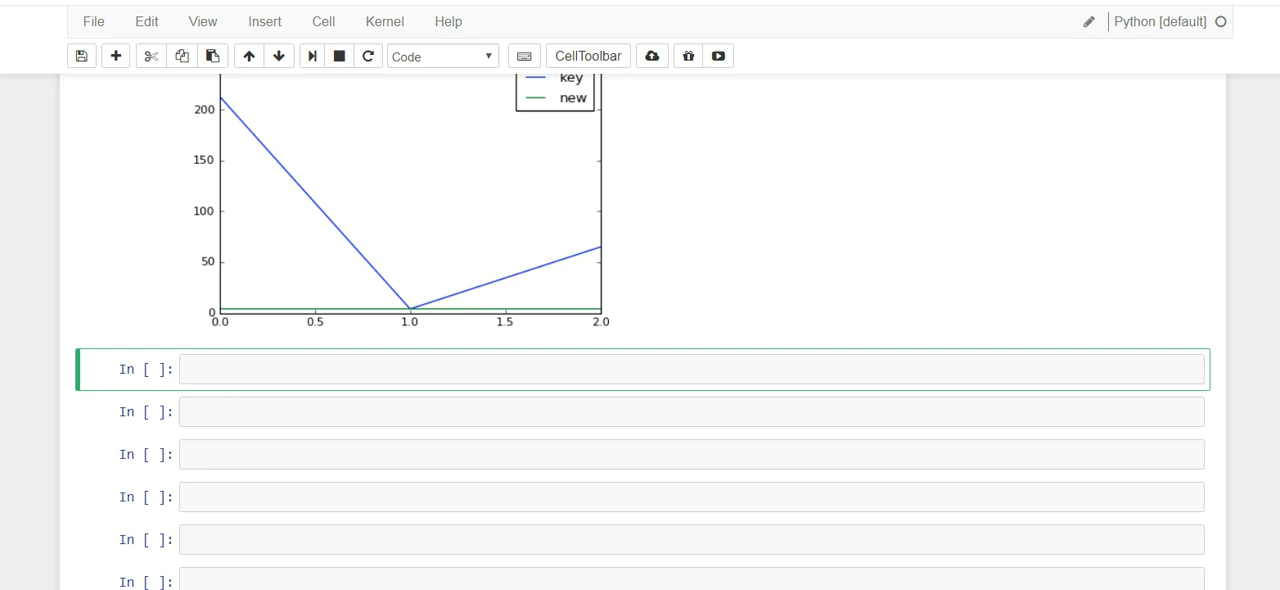 File Edit View Insert Cell Kernel Help Python [default]
Code CellToolbar
key
new
200
150
100
50
0
0.0 0.5 1.0 1.5 2.0
In [ ]:
In [ ]:
In [ ]:
In [ ]:
In [ ]:
In [ ]: